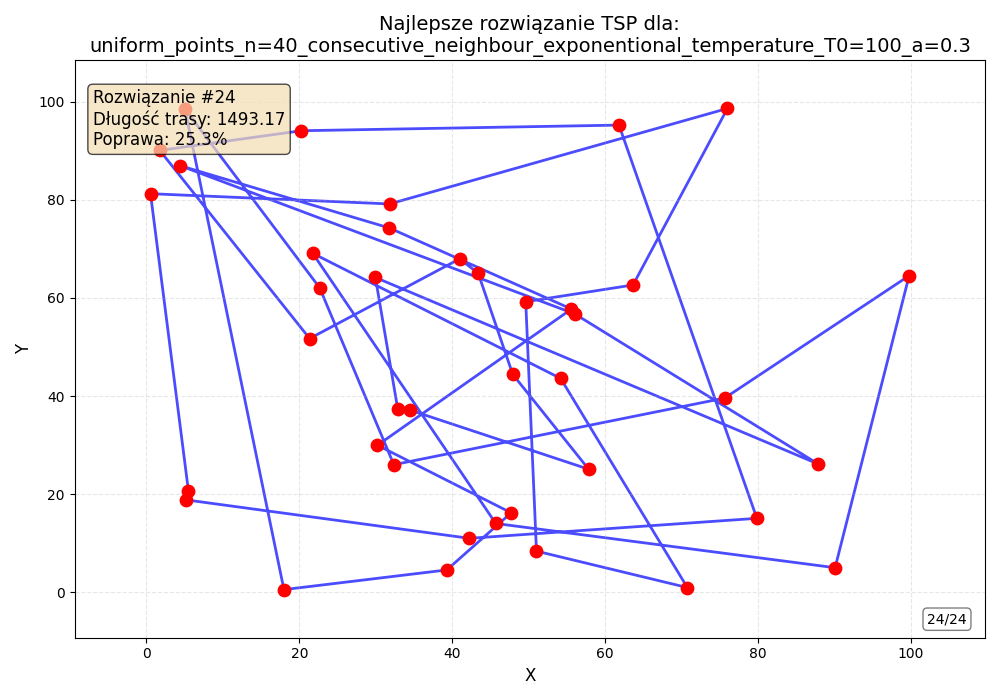 Najlepsze rozwiązanie TSP dla:
uniform_points_n=40_consecutive_neighbour_exponential_temperature_T0=100_a=0.3
Rozwiązanie #24
Długość trasy: 1493.17
Poprawa: 25.3%
100
80
60
40
20
0
Y
24/24
0 20 40 60 80 100
X